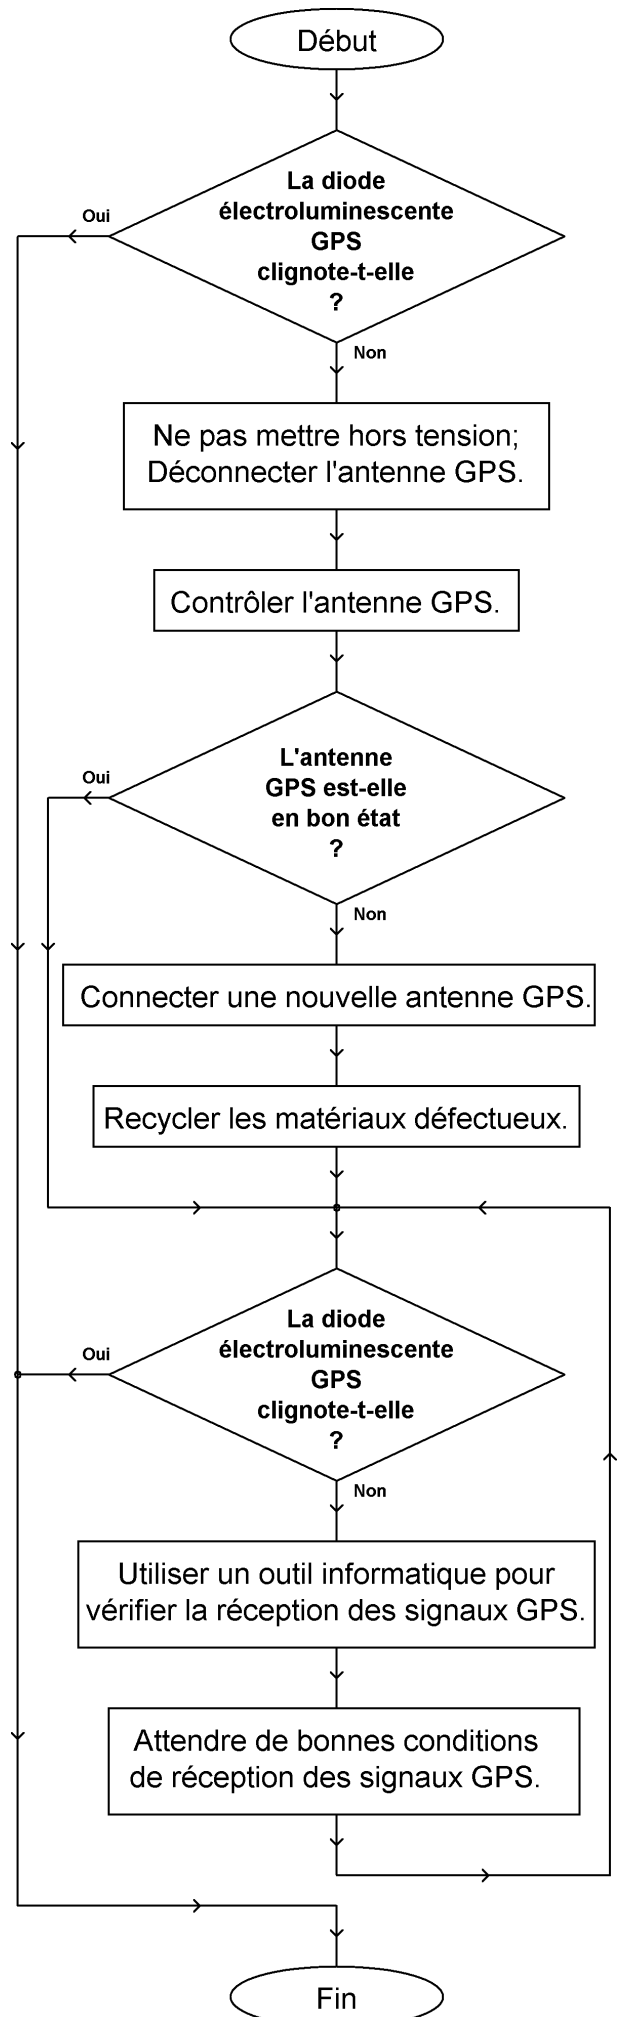 Début
La diode
électroluminescente
GPS
clignote-t-elle
?
Oui
Non
Ne pas mettre hors tension;
Déconnecter l'antenne GPS.
Contrôler l'antenne GPS.
L'antenne
GPS est-elle
en bon état
?
Oui
Non
Connecter une nouvelle antenne GPS.
Recycler les matériaux défectueux.
La diode
électroluminescente
GPS
clignote-t-elle
?
Oui
Non
Utiliser un outil informatique pour
vérifier la réception des signaux GPS.
Attendre de bonnes conditions
de réception des signaux GPS.
Fin